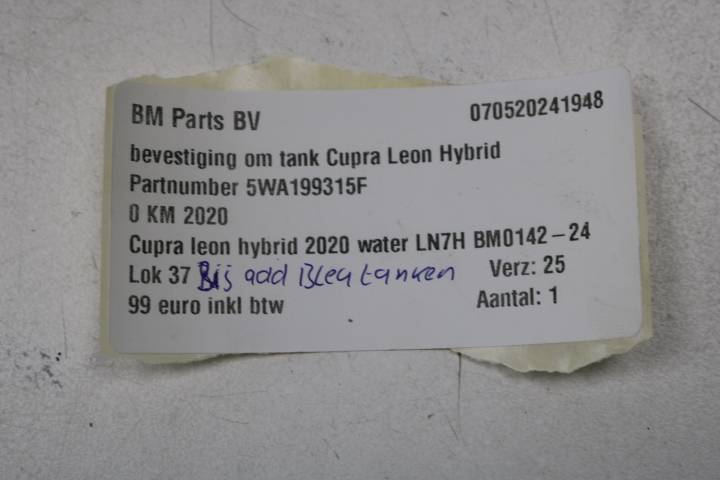 BM Parts BV 070520241948
bevestiging om tank Cupra Leon Hybrid
Partnumber 5WA199315F
0 KM 2020
Cupra leon hybrid 2020 water LN7H BM0142-24
Lok 37 Bij add Bleu tanken Verz: 25
99 euro inkl btw Aantal: 1